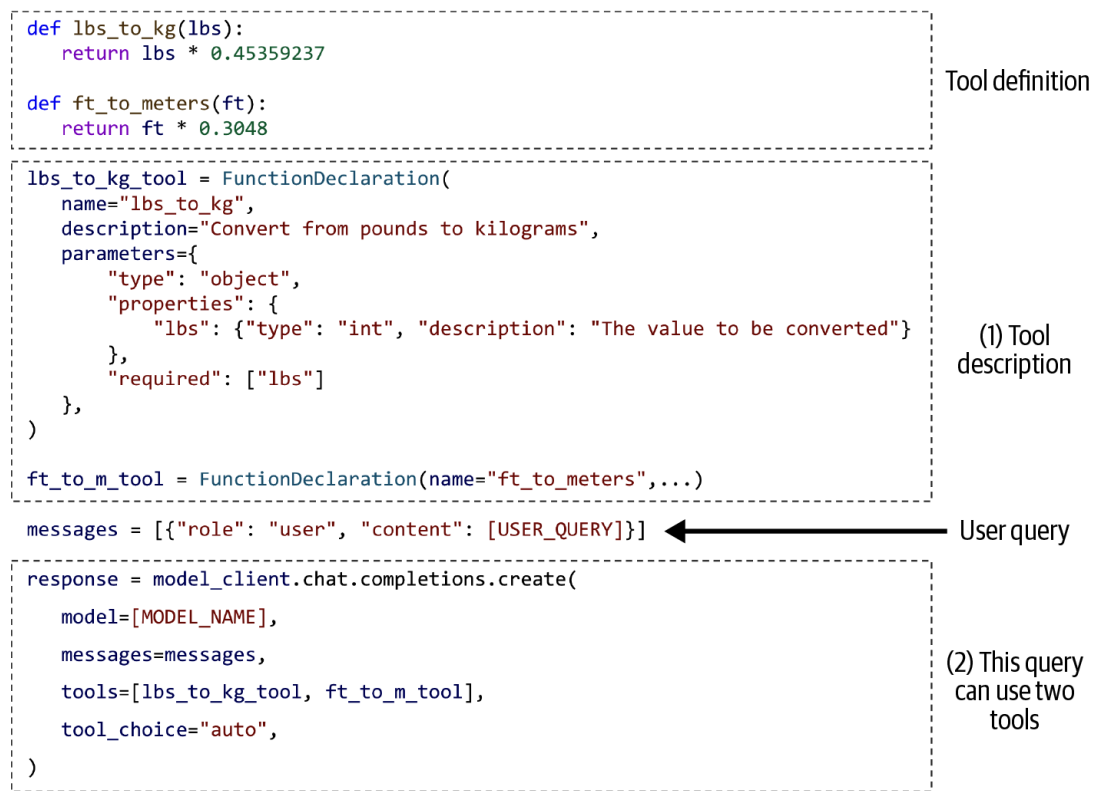 def lbs_to_kg(lbs):
return lbs * 0.45359237
def ft_to_meters(ft):
return ft * 0.3048
Tool definition
lbs_to_kg_tool = FunctionDeclaration(
name="lbs_to_kg",
description="Convert from pounds to kilograms",
parameters={
"type": "object",
"properties": {
"lbs": {"type": "int", "description": "The value to be converted"}
},
"required": ["lbs"]
},
)
ft_to_m_tool = FunctionDeclaration(name="ft_to_meters",...)
(1) Tool
description
messages = [{"role": "user", "content": [USER_QUERY]}]
User query
response = model_client.chat.completions.create(
model=[MODEL_NAME],
messages=messages,
tools=[lbs_to_kg_tool, ft_to_m_tool],
tool_choice="auto",
)
(2) This query
can use two
tools